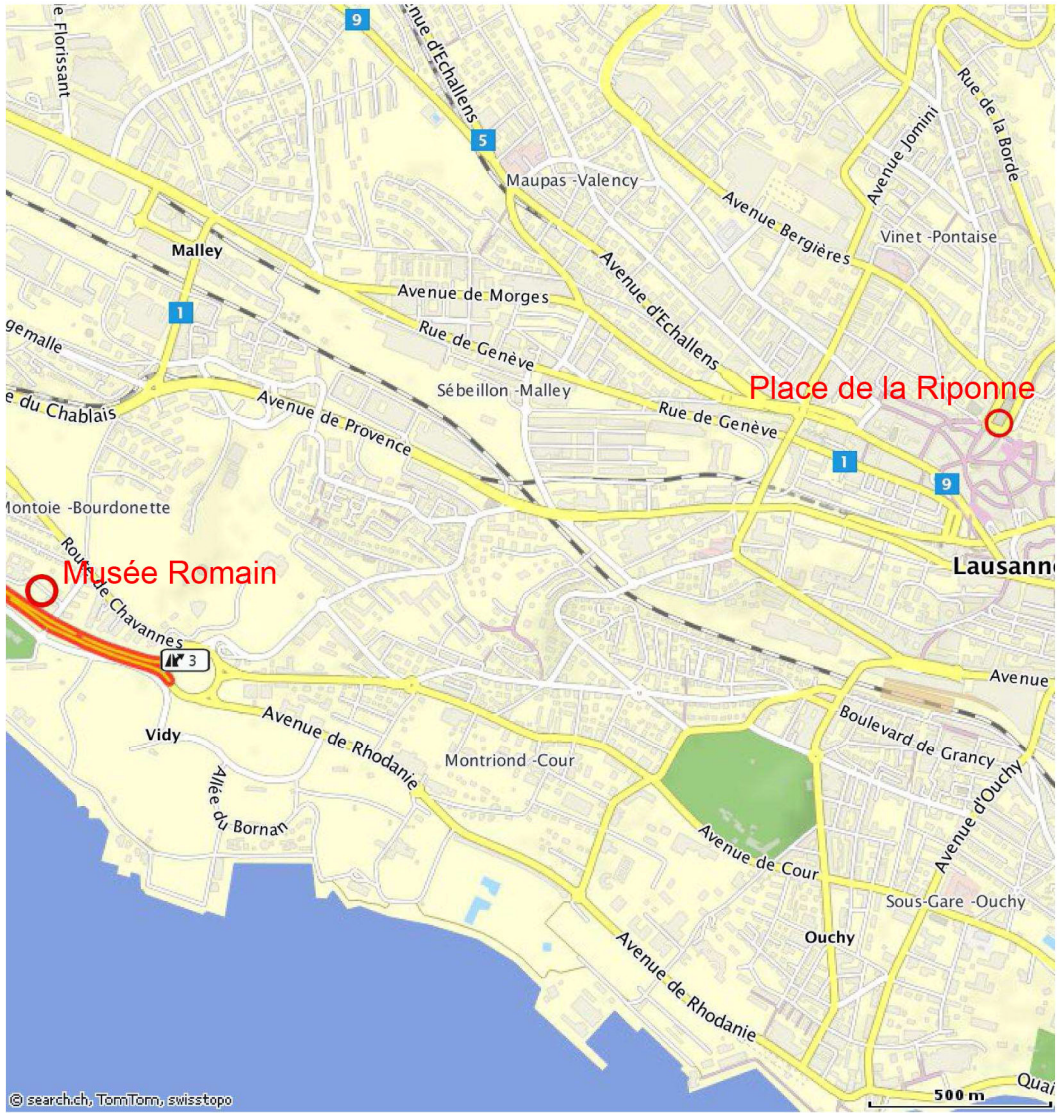 e Florissant
9
Avenue d'Echallens
nue d'Echallens
5
Maupas -Valency
Rue de la Borde
Avenue Jomini
Avenue Bergières
Vinet -Pontaise
Malley
1
Avenue de Morges
Avenue d'Echallens
gemalle
Rue de Genève
Sébeillon -Malley
Place de la Riponne
e du Chablais
Avenue de Provence
Rue de Genève
1
9
Montoie -Bourdonette
Lausanne
Route de Chavannes
Musée Romain
3
Avenue
Vidy
Avenue de Rhodanie
Boulevard de Grancy
Montriond -Cour
Allée du Bornan
Avenue d'Ouchy
Avenue de Cour
Sous-Gare -Ouchy
Ouchy
Avenue de Rhodanie
Quai
500 m
© search.ch, TomTom, swisstopo